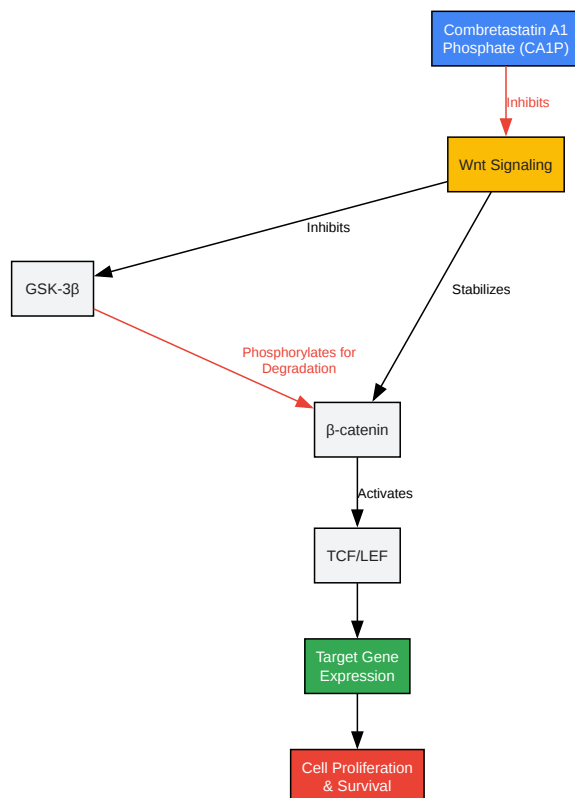 Combretastatin A1
Phosphate (CA1P)
Inhibits
Wnt Signaling
Inhibits
GSK-3β
Stabilizes
Phosphorylates for
Degradation
β-catenin
Activates
TCF/LEF
Target Gene
Expression
Cell Proliferation
& Survival